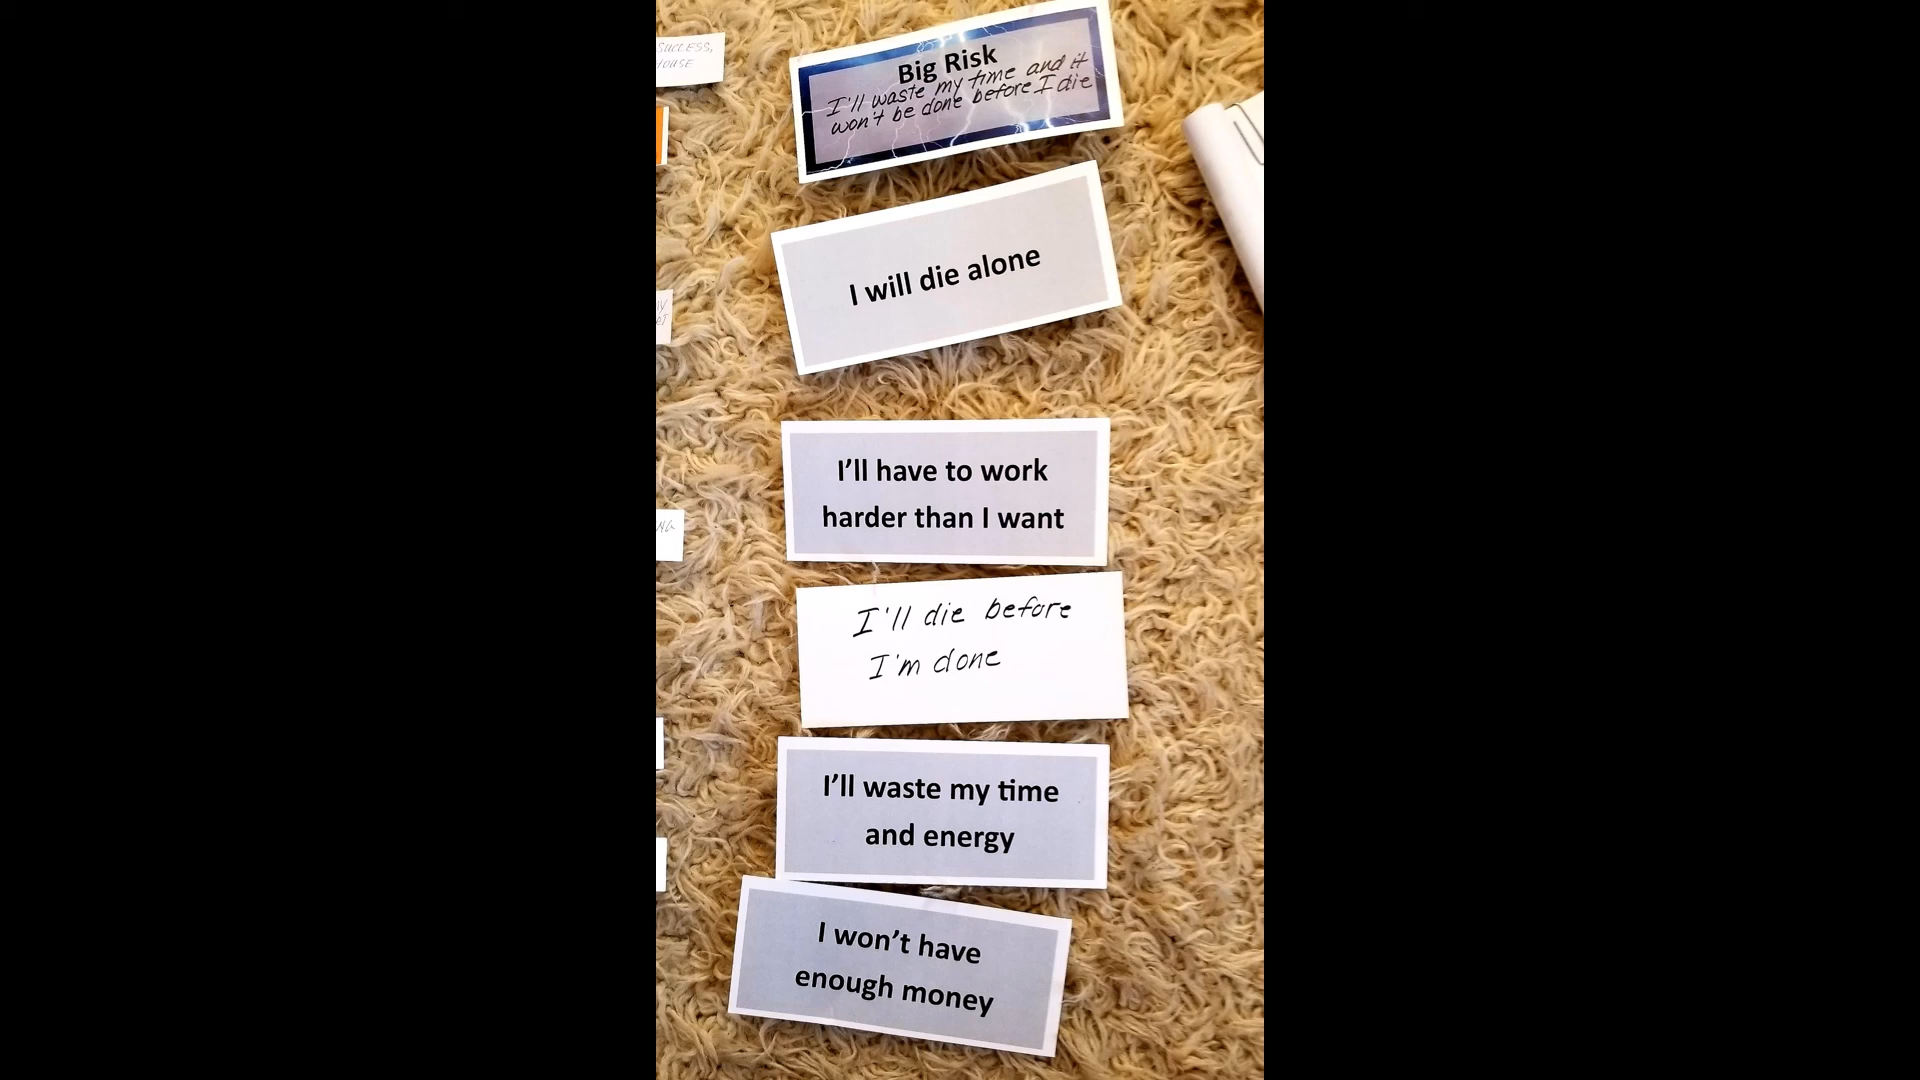 SUCCESS,
Big Risk
I'll waste my time and it
won't be done before I die
I will die alone
I'll have to work
harder than I want
I'll die before
I'm done
I'll waste my time
and energy
I won't have
enough money